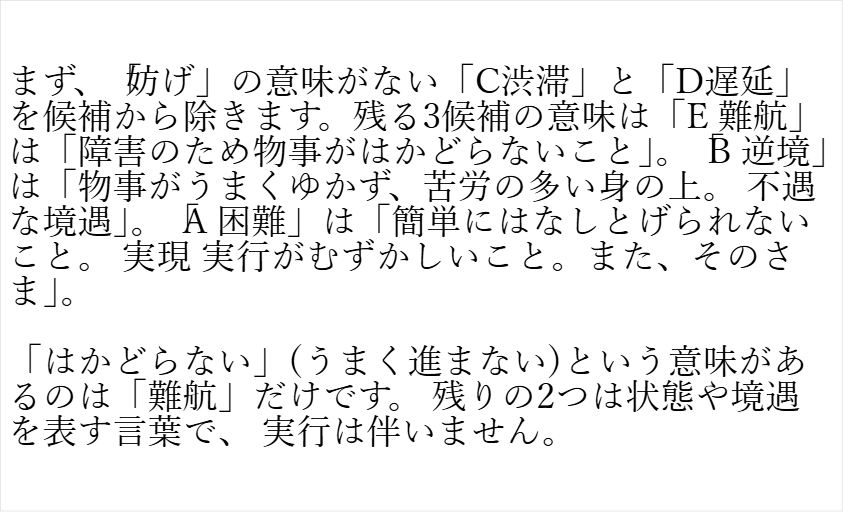 まず、「妨げ」の意味がない「C渋滞」と「D遅延」
を候補から除きます。残る3候補の意味は「E 難航」
は「障害のため物事がはかどらないこと」。「B 逆境」
は「物事がうまくゆかず、苦労の多い身の上。 不遇
な境遇」。「A 困難」は「簡単にはなしとげられない
こと。 実現 実行がむずかしいこと。また、そのさ
ま」。
「はかどらない」(うまく進まない)という意味があ
るのは「難航」だけです。 残りの2つは状態や境遇
を表す言葉で、 実行は伴いません。